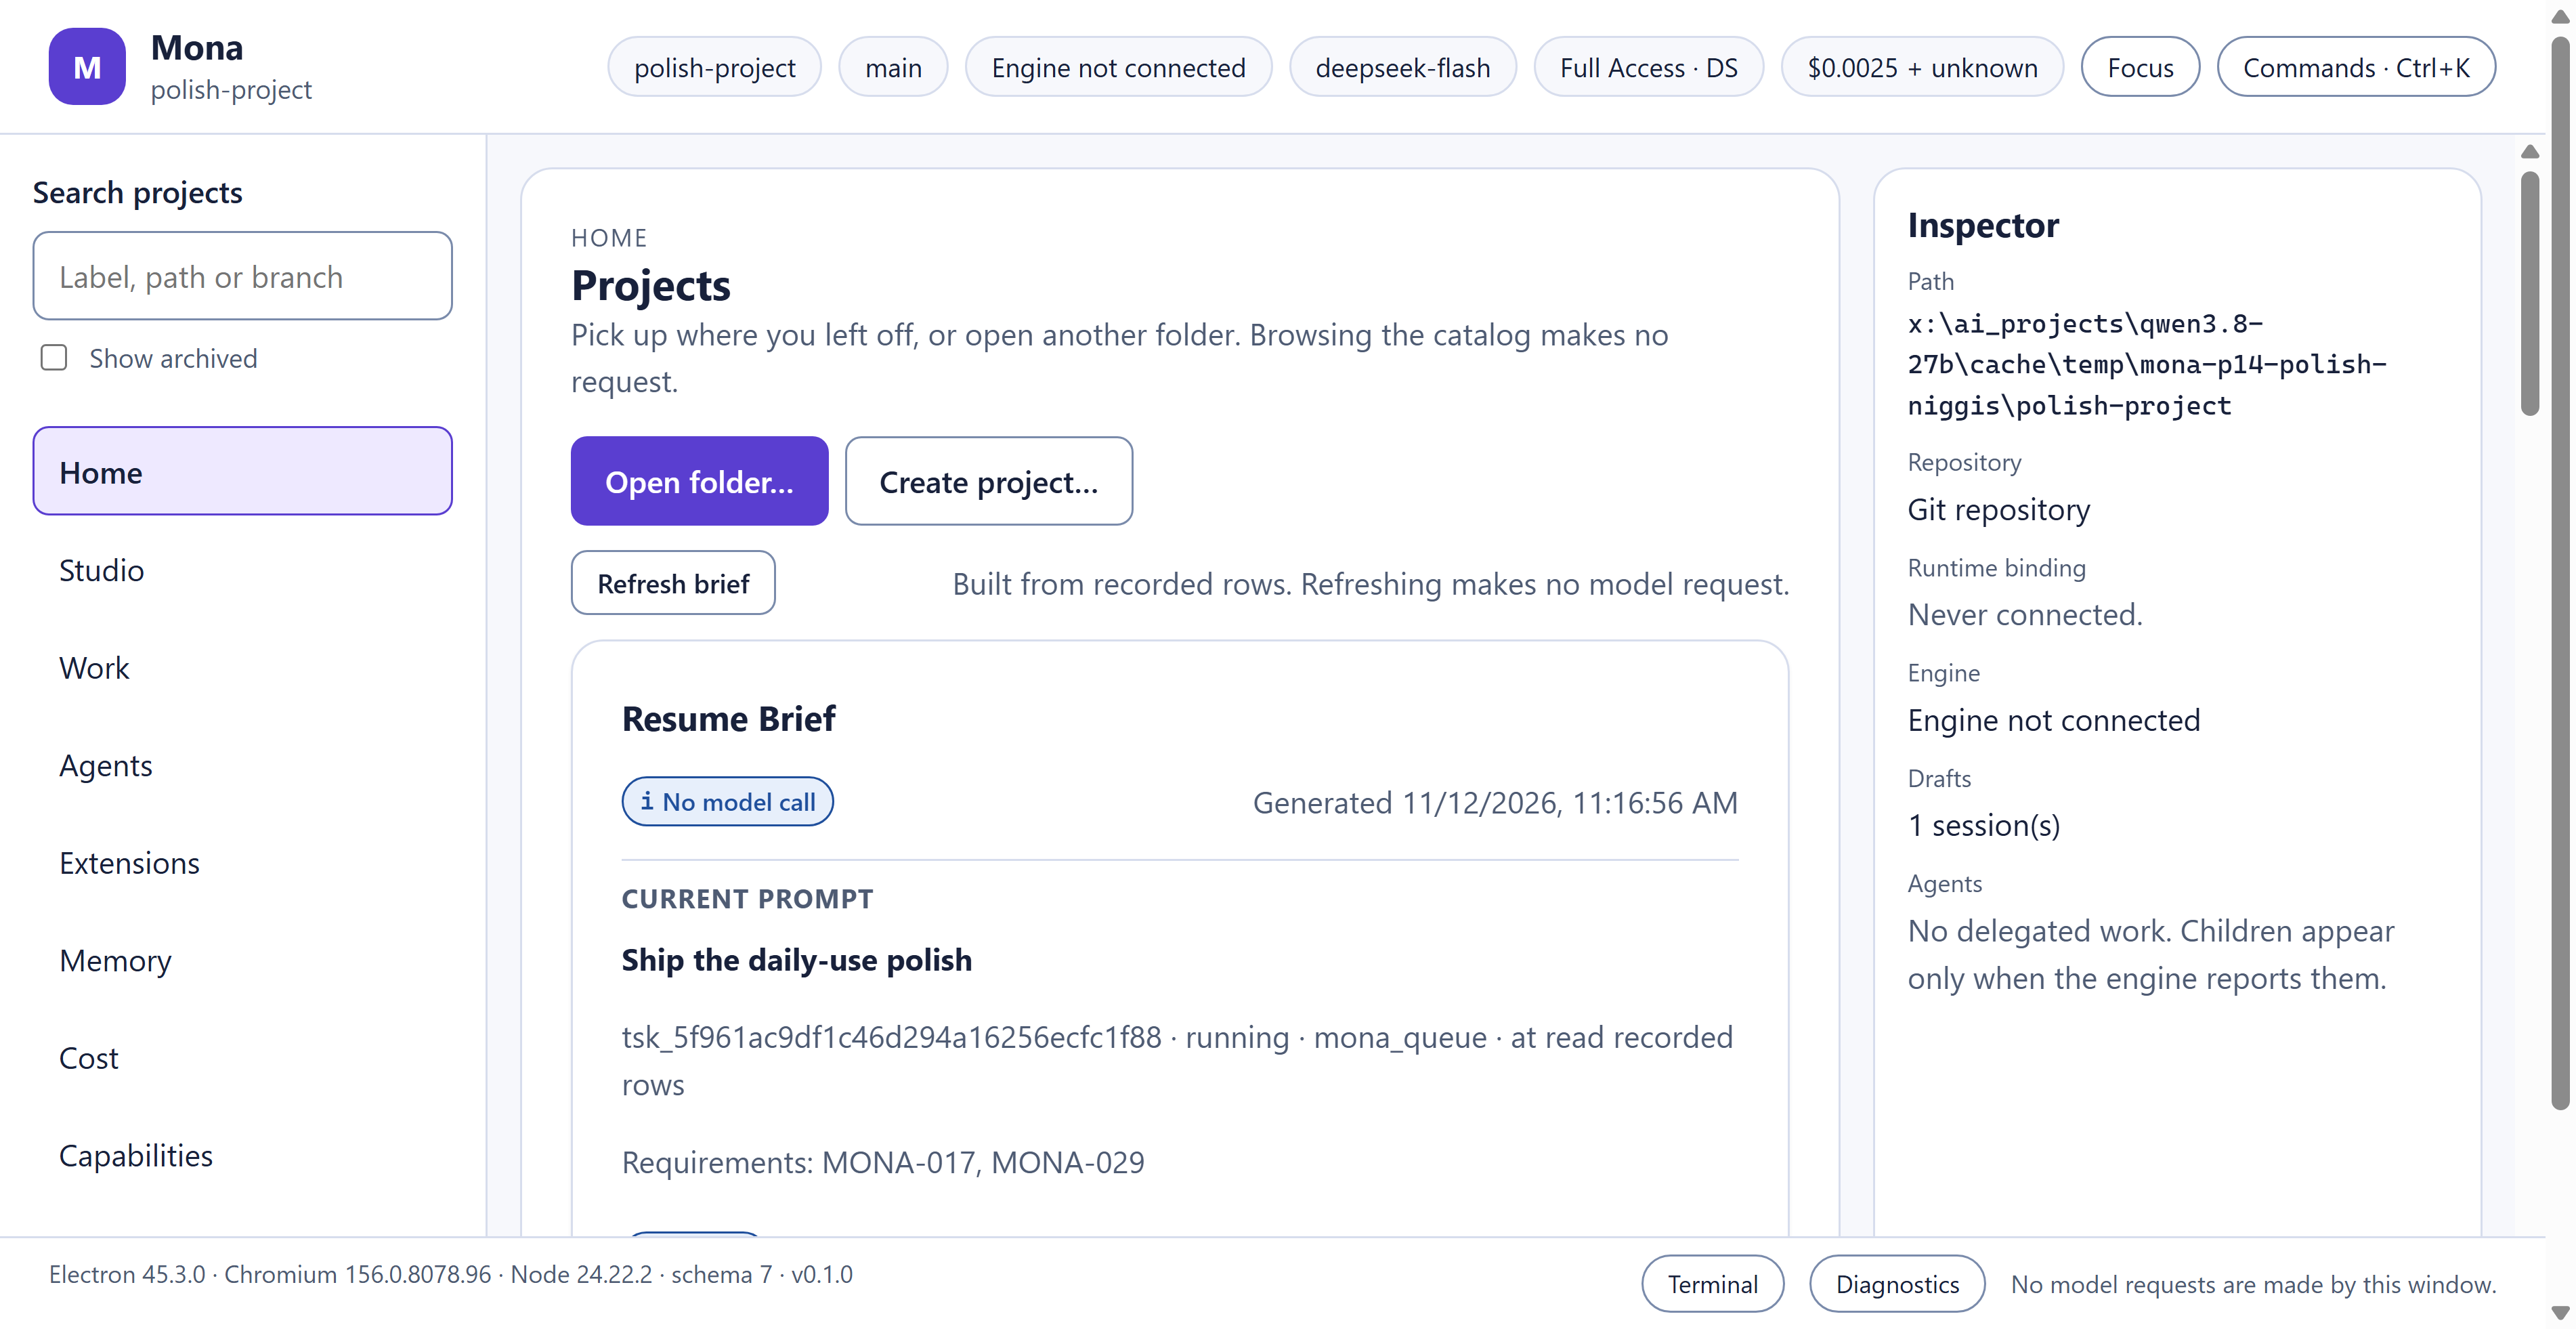 M
Mona
polish-project
polish-project
main
Engine not connected
deepseek-flash
Full Access · DS
$0.0025 + unknown
Focus
Commands · Ctrl+K
Search projects
Label, path or branch
Show archived
Home
Studio
Work
Agents
Extensions
Memory
Cost
Capabilities
HOME
Projects
Pick up where you left off, or open another folder. Browsing the catalog makes no
request.
Open folder...
Create project...
Refresh brief
Built from recorded rows. Refreshing makes no model request.
Resume Brief
i No model call
Generated 11/12/2026, 11:16:56 AM
CURRENT PROMPT
Ship the daily-use polish
tsk_5f961ac9df1c46d294a16256ecfc1f88 · running · mona_queue · at read recorded
rows
Requirements: MONA-017, MONA-029
Inspector
Path
x:\ai_projects\qwen3.8-
27b\cache\temp\mona-p14-polish-
niggis\polish-project
Repository
Git repository
Runtime binding
Never connected.
Engine
Engine not connected
Drafts
1 session(s)
Agents
No delegated work. Children appear
only when the engine reports them.
Electron 45.3.0 · Chromium 156.0.8078.96 · Node 24.22.2 · schema 7 · v0.1.0
Terminal
Diagnostics
No model requests are made by this window.